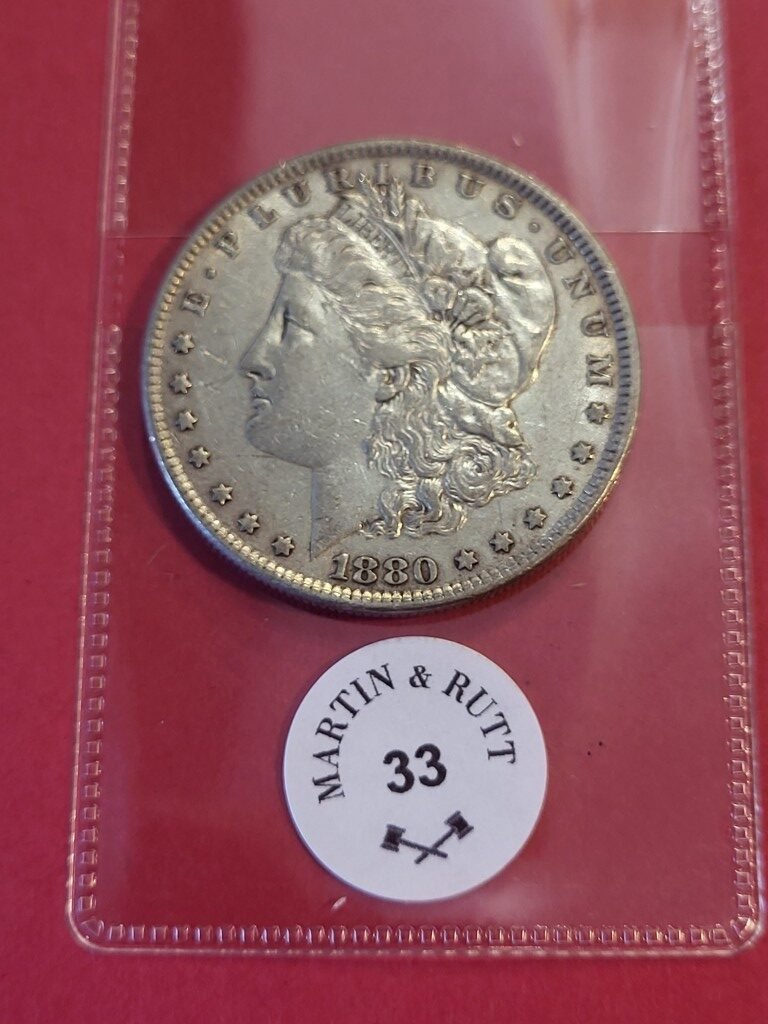 E·PLURIBUS·UNUM
LIBERTY
1880
MARTIN & RUTT
33